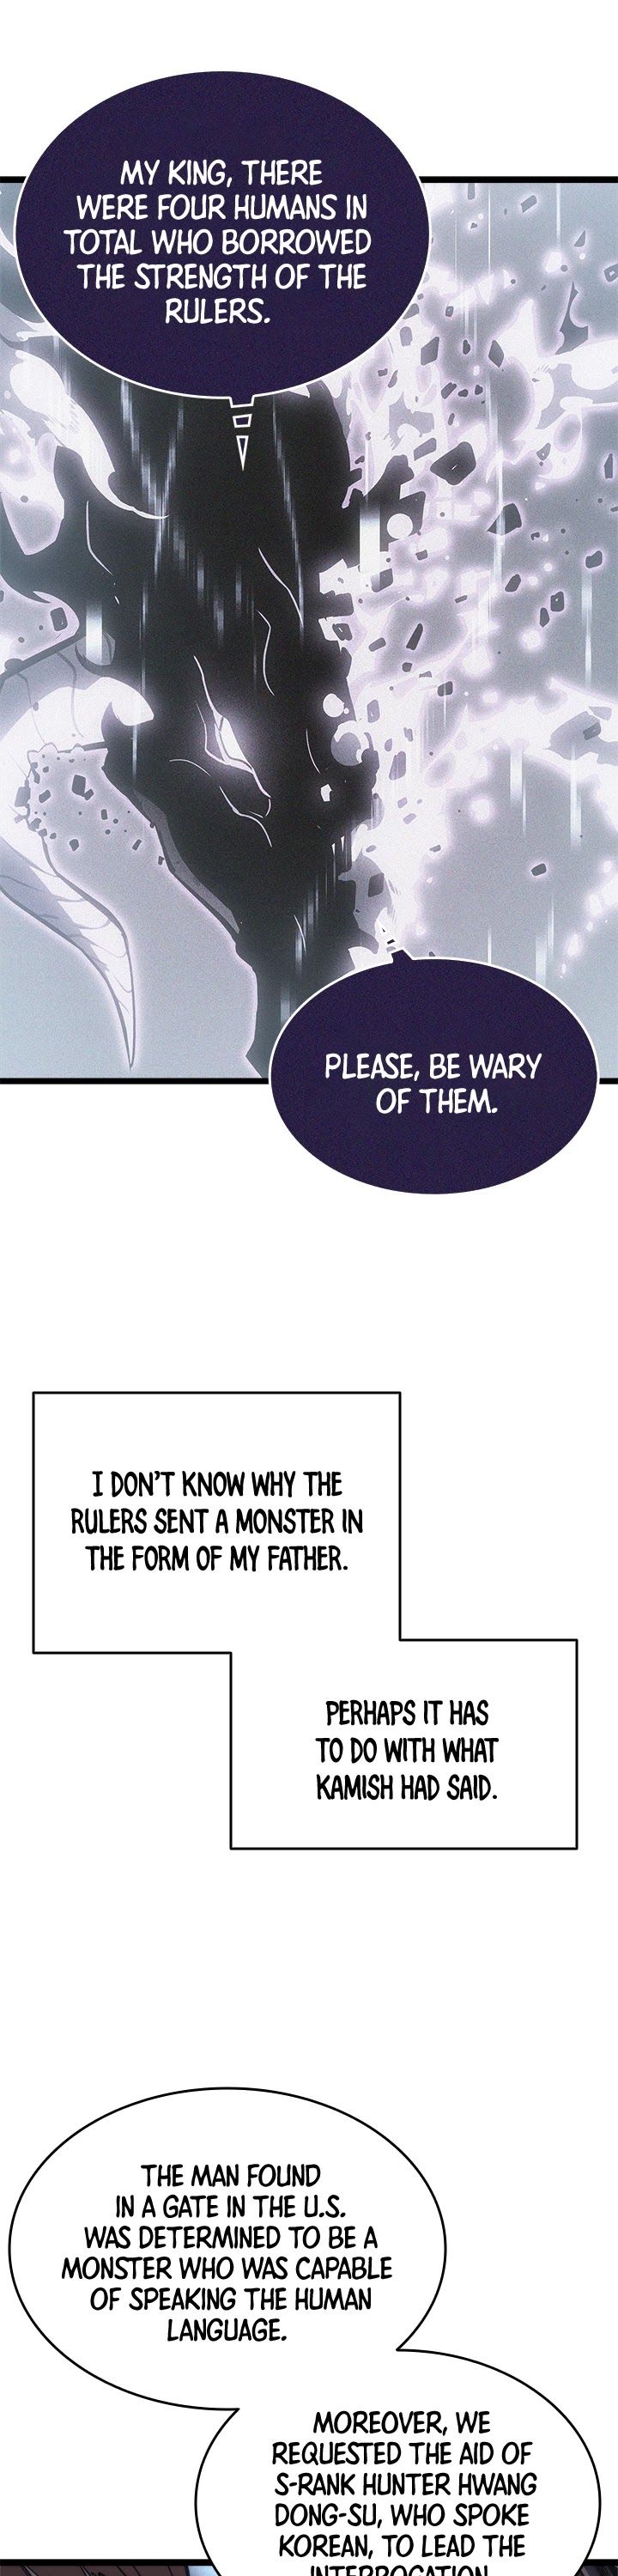 MY KING, THERE
WERE FOUR HUMANS IN
TOTAL WHO BORROWED
THE STRENGTH OF THE
RULERS.
PLEASE, BE WARY
OF THEM.
I DON'T KNOW WHY THE
RULERS SENT A MONSTER IN
THE FORM OF MY FATHER.
PERHAPS IT HAS
TO DO WITH WHAT
KAMISH HAD SAID.
THE MAN FOUND
IN A GATE IN THE U.S.
WAS DETERMINED TO BE A
MONSTER WHO WAS CAPABLE
OF SPEAKING THE HUMAN
LANGUAGE.
MOREOVER, WE
REQUESTED THE AID OF
S-RANK HUNTER HWANG
DONG-SU, WHO SPOKE
KOREAN, TO LEAD THE
INTERROGATION